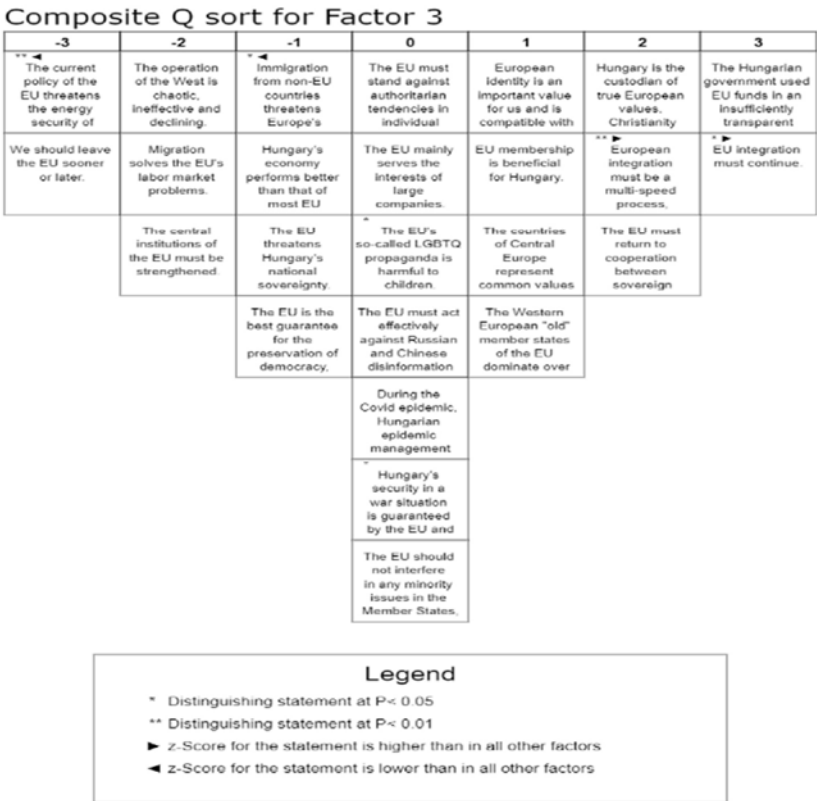 Composite Q sort for Factor 3
-3 -2 -1 0 1 2 3
** ◄
The current
policy of the
EU threatens
the energy
security of
The operation
of the West is
chaotic,
ineffective and
declining.
* ◄
Immigration
from non-EU
countries
threatens
Europe's
The EU must
stand against
authoritarian
tendencies in
individual
European
identity is an
important value
for us and is
compatible with
Hungary is the
custodian of
true European
values,
Christianity
The Hungarian
government used
EU funds in an
insufficiently
transparent
We should leave
the EU sooner
or later.
Migration
solves the EU's
labor market
problems.
Hungary's
economy
performs better
than that of
most EU
The EU mainly
serves the
interests of
large
companies.
EU membership
is beneficial
for Hungary.
** ►
European
integration
must be a
multi-speed
process,
* ►
EU integration
must continue.
The central
institutions of
the EU must be
strengthened.
The EU
threatens
Hungary's
national
sovereignty.
*
The EU's
so-called LGBTQ
propaganda is
harmful to
children.
The countries
of Central
Europe
represent
common values
The EU must
return to
cooperation
between
sovereign
The EU is the
best guarantee
for the
preservation of
democracy,
The EU must act
effectively
against Russian
and Chinese
disinformation
The Western
European "old"
member states
of the EU
dominate over
During the
Covid epidemic,
Hungarian
epidemic
management
*
Hungary's
security in a
war situation
is guaranteed
by the EU and
The EU should
not interfere
in any minority
issues in the
Member States,
Legend
* Distinguishing statement at P< 0.05
** Distinguishing statement at P< 0.01
► z-Score for the statement is higher than in all other factors
◄ z-Score for the statement is lower than in all other factors